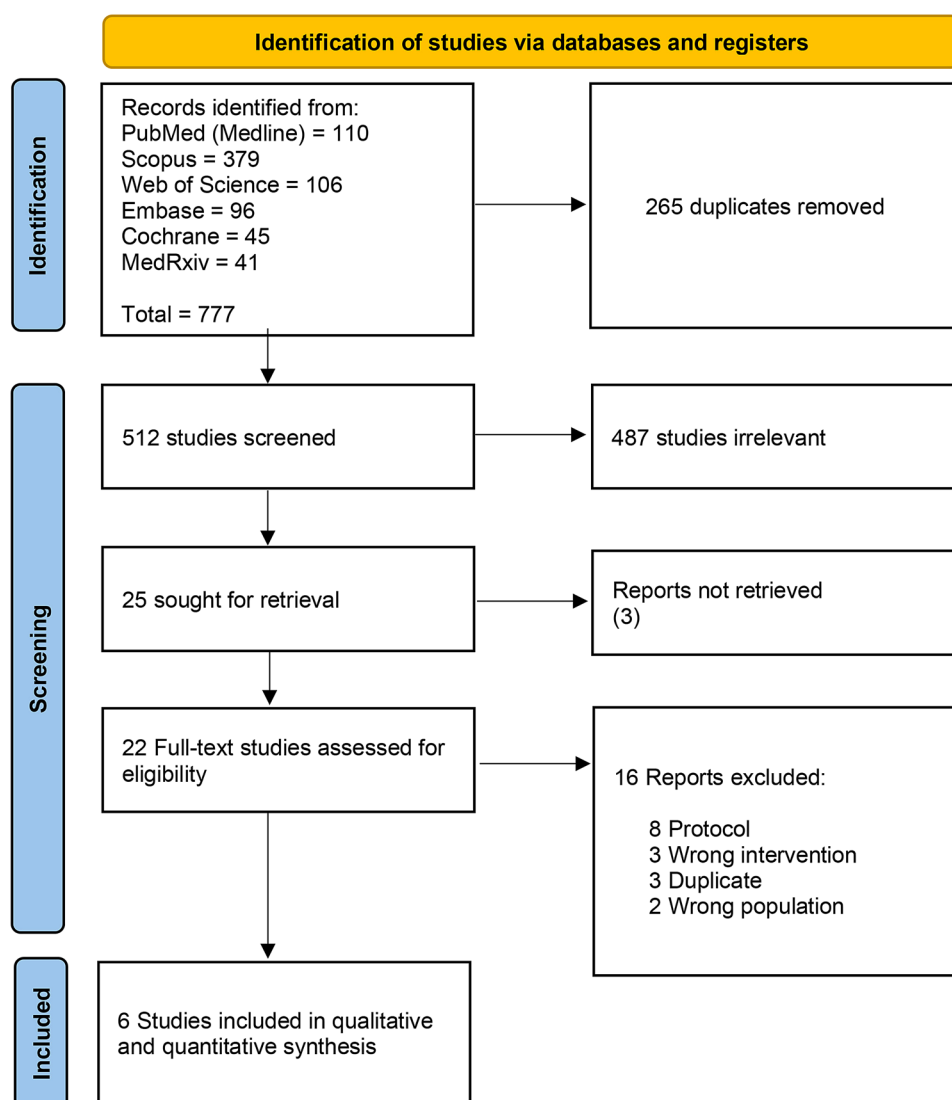 Identification of studies via databases and registers
Identification
Records identified from:
PubMed (Medline) = 110
Scopus = 379
Web of Science = 106
Embase = 96
Cochrane = 45
MedRxiv = 41
Total = 777
265 duplicates removed
Screening
512 studies screened
487 studies irrelevant
25 sought for retrieval
Reports not retrieved
(3)
22 Full-text studies assessed for
eligibility
16 Reports excluded:
8 Protocol
3 Wrong intervention
3 Duplicate
2 Wrong population
Included
6 Studies included in qualitative
and quantitative synthesis